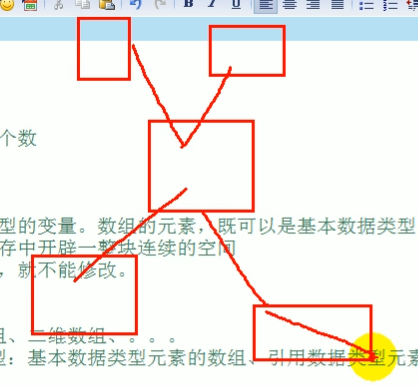 B I U
个数
型的变量。数组的元素，既可以是基本数据类型
存中开辟一整块连续的空间
，就不能修改。
组、二维数组、。。。
型：基本数据类型元素的数组、引用数据类型元素